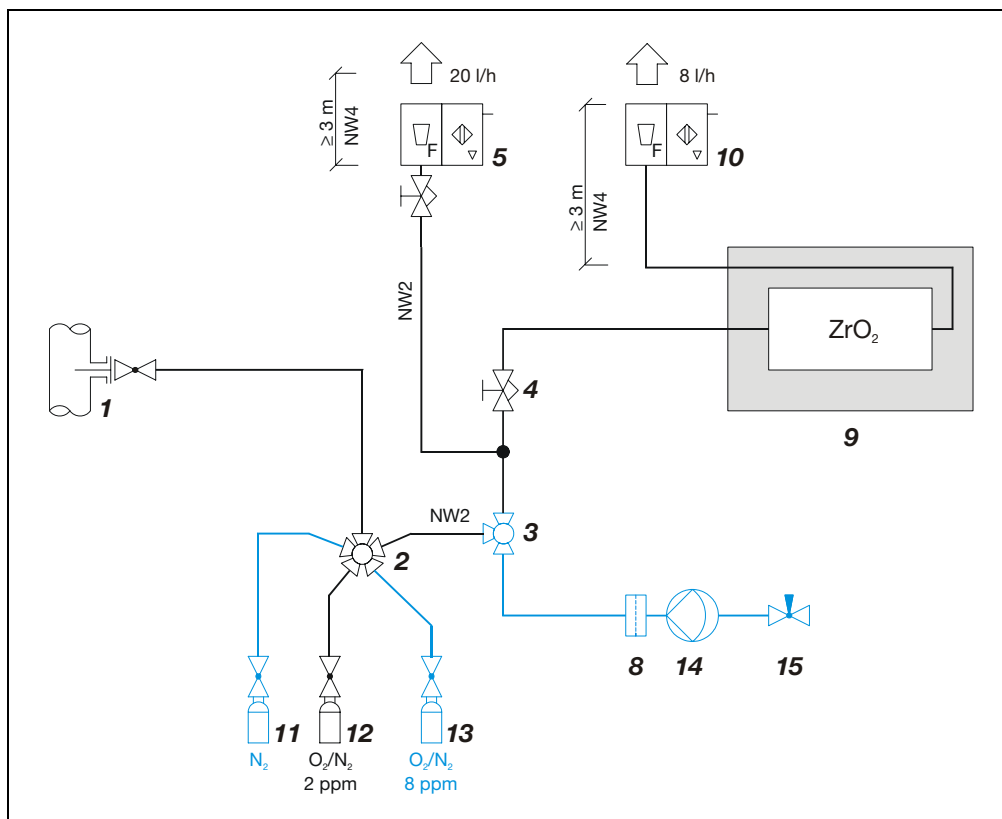 20 l/h
8 l/h
≥ 3 m
NW4
F
5
≥ 3 m
NW4
F
10
NW2
ZrO₂
1
4
9
NW2
3
2
8
14
15
11
12
13
N₂
O₂/N₂
2 ppm
O₂/N₂
8 ppm